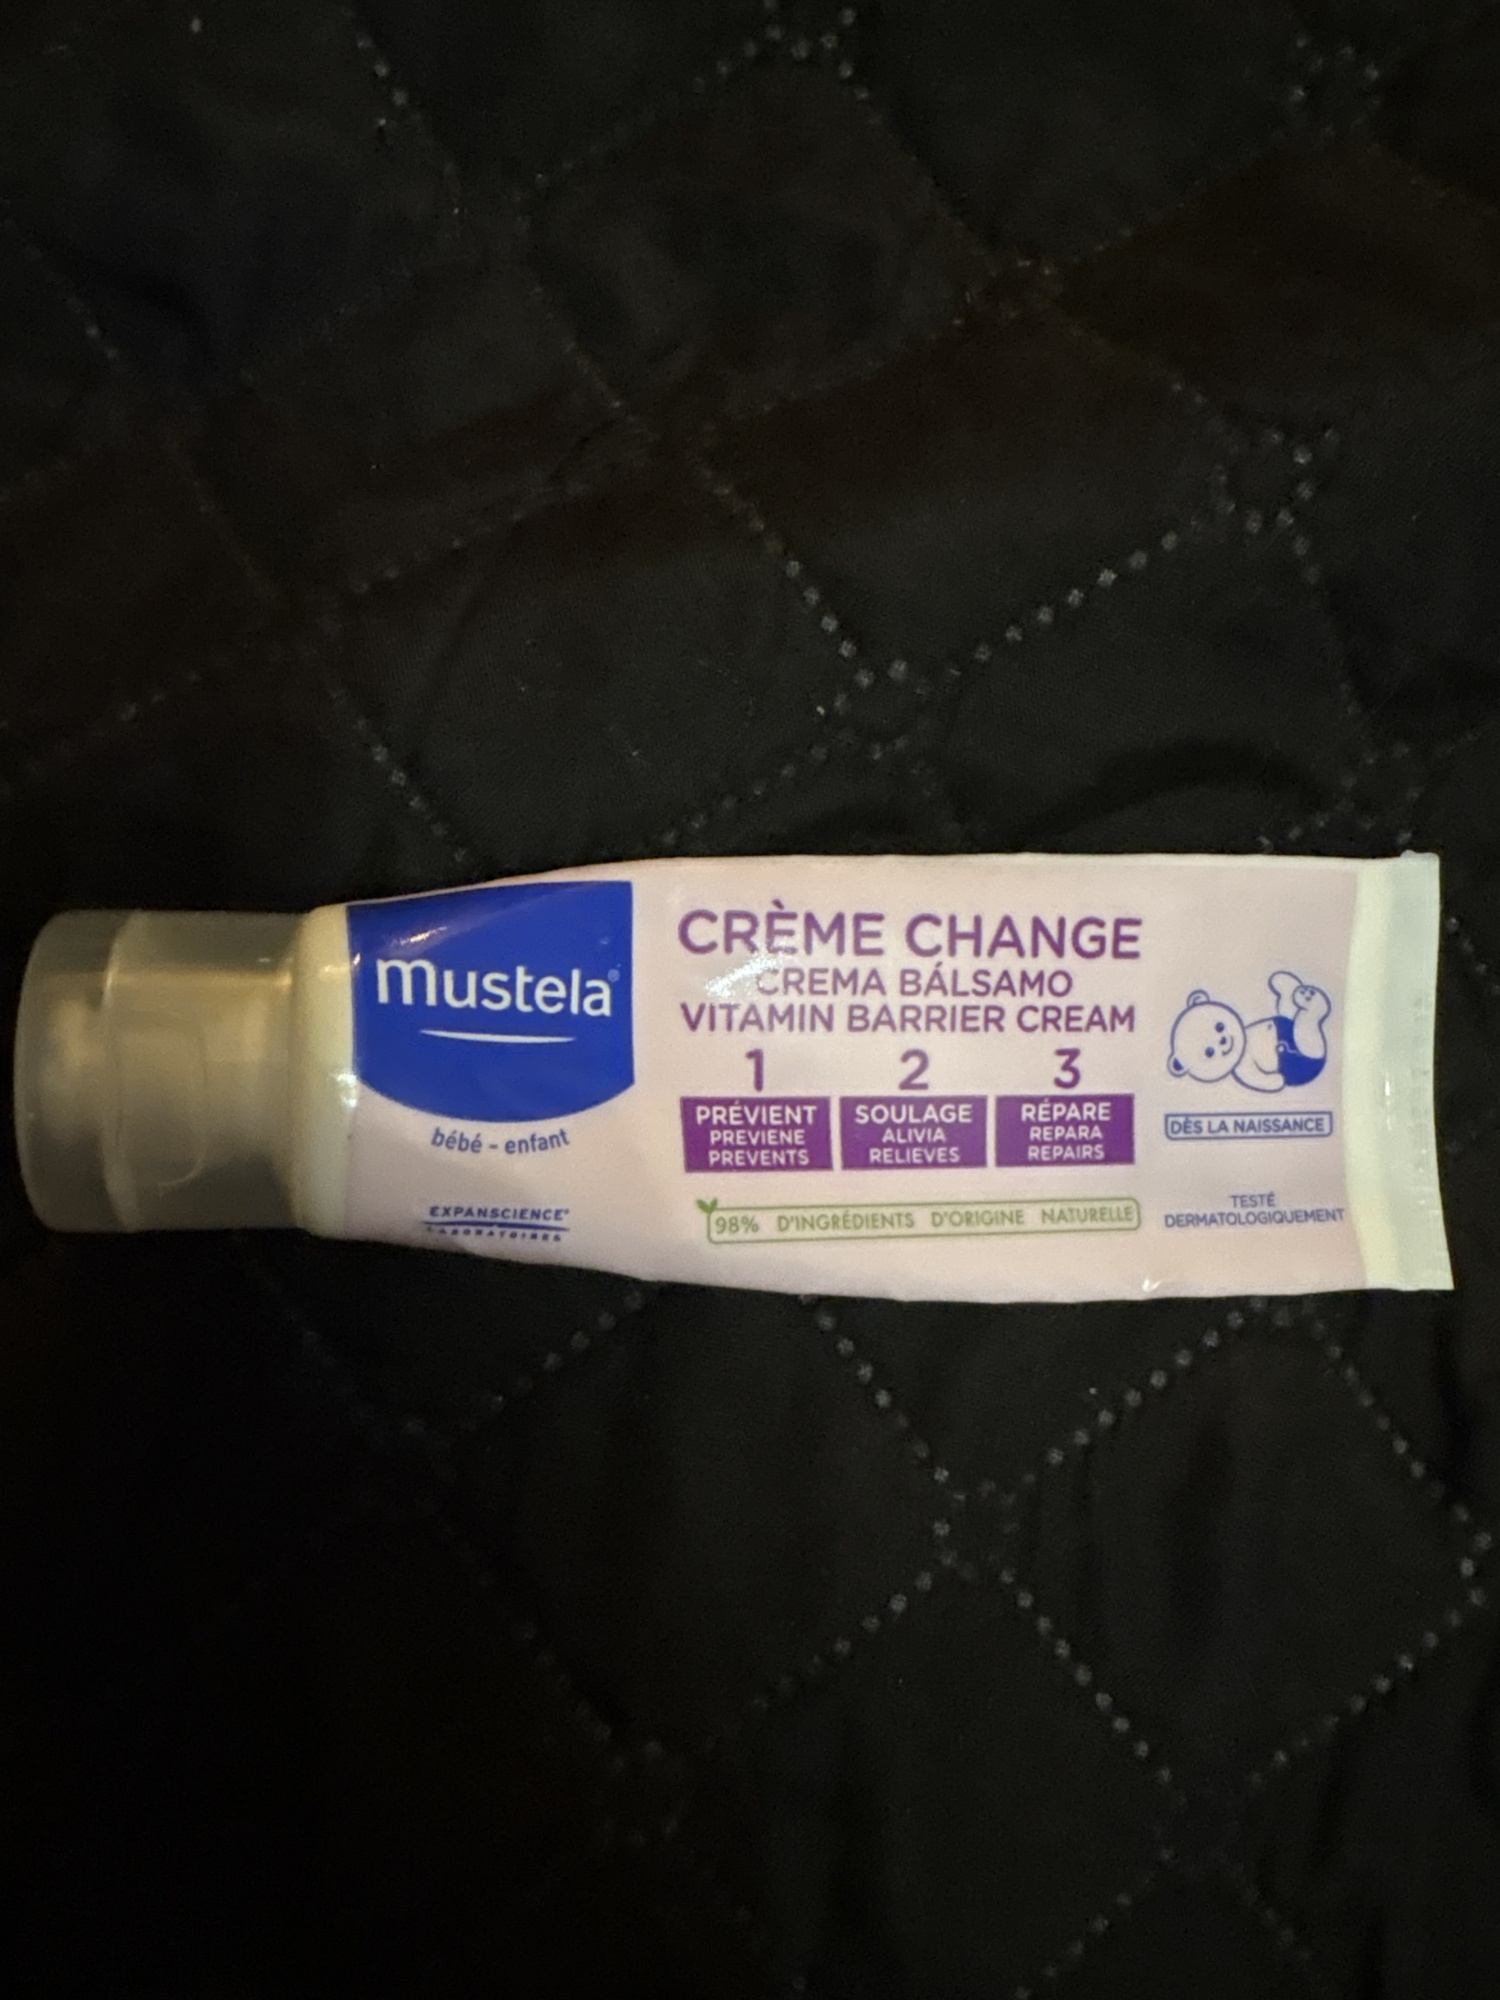 mustela®
bébé – enfant
EXPANSCIENCE®
LABORATOIRES
CRÈME CHANGE
CREMA BÁLSAMO
VITAMIN BARRIER CREAM
1
PRÉVIENT
PREVIENE
PREVENTS
2
SOULAGE
ALIVIA
RELIEVES
3
RÉPARE
REPARA
REPAIRS
98% D'INGRÉDIENTS D'ORIGINE NATURELLE
DÈS LA NAISSANCE
TESTÉ
DERMATOLOGIQUEMENT